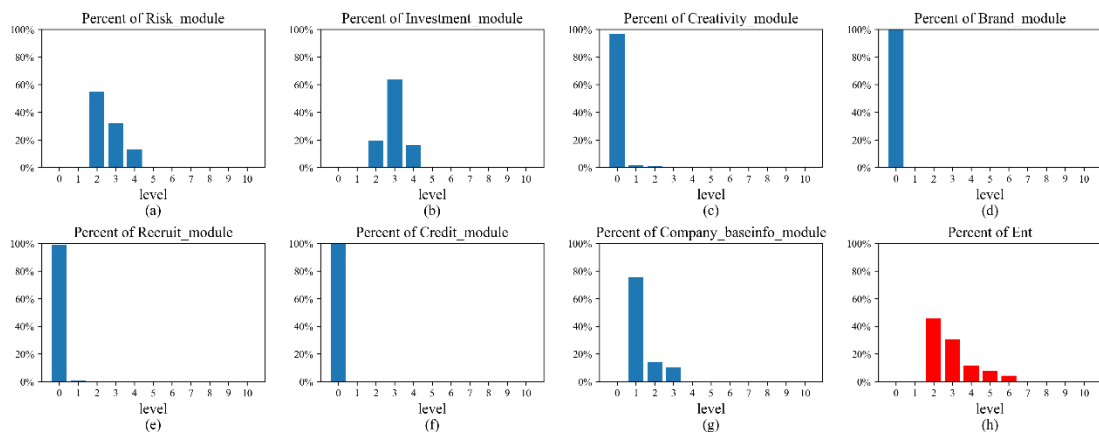 Percent of Risk_module
100%
80%
60%
40%
20%
0%
0 1 2 3 4 5 6 7 8 9 10
level
(a)
Percent of Investment_module
100%
80%
60%
40%
20%
0%
0 1 2 3 4 5 6 7 8 9 10
level
(b)
Percent of Creativity_module
100%
80%
60%
40%
20%
0%
0 1 2 3 4 5 6 7 8 9 10
level
(c)
Percent of Brand_module
100%
80%
60%
40%
20%
0%
0 1 2 3 4 5 6 7 8 9 10
level
(d)
Percent of Recruit_module
100%
80%
60%
40%
20%
0%
0 1 2 3 4 5 6 7 8 9 10
level
(e)
Percent of Credit_module
100%
80%
60%
40%
20%
0%
0 1 2 3 4 5 6 7 8 9 10
level
(f)
Percent of Company_baseinfo_module
100%
80%
60%
40%
20%
0%
0 1 2 3 4 5 6 7 8 9 10
level
(g)
Percent of Ent
100%
80%
60%
40%
20%
0%
0 1 2 3 4 5 6 7 8 9 10
level
(h)